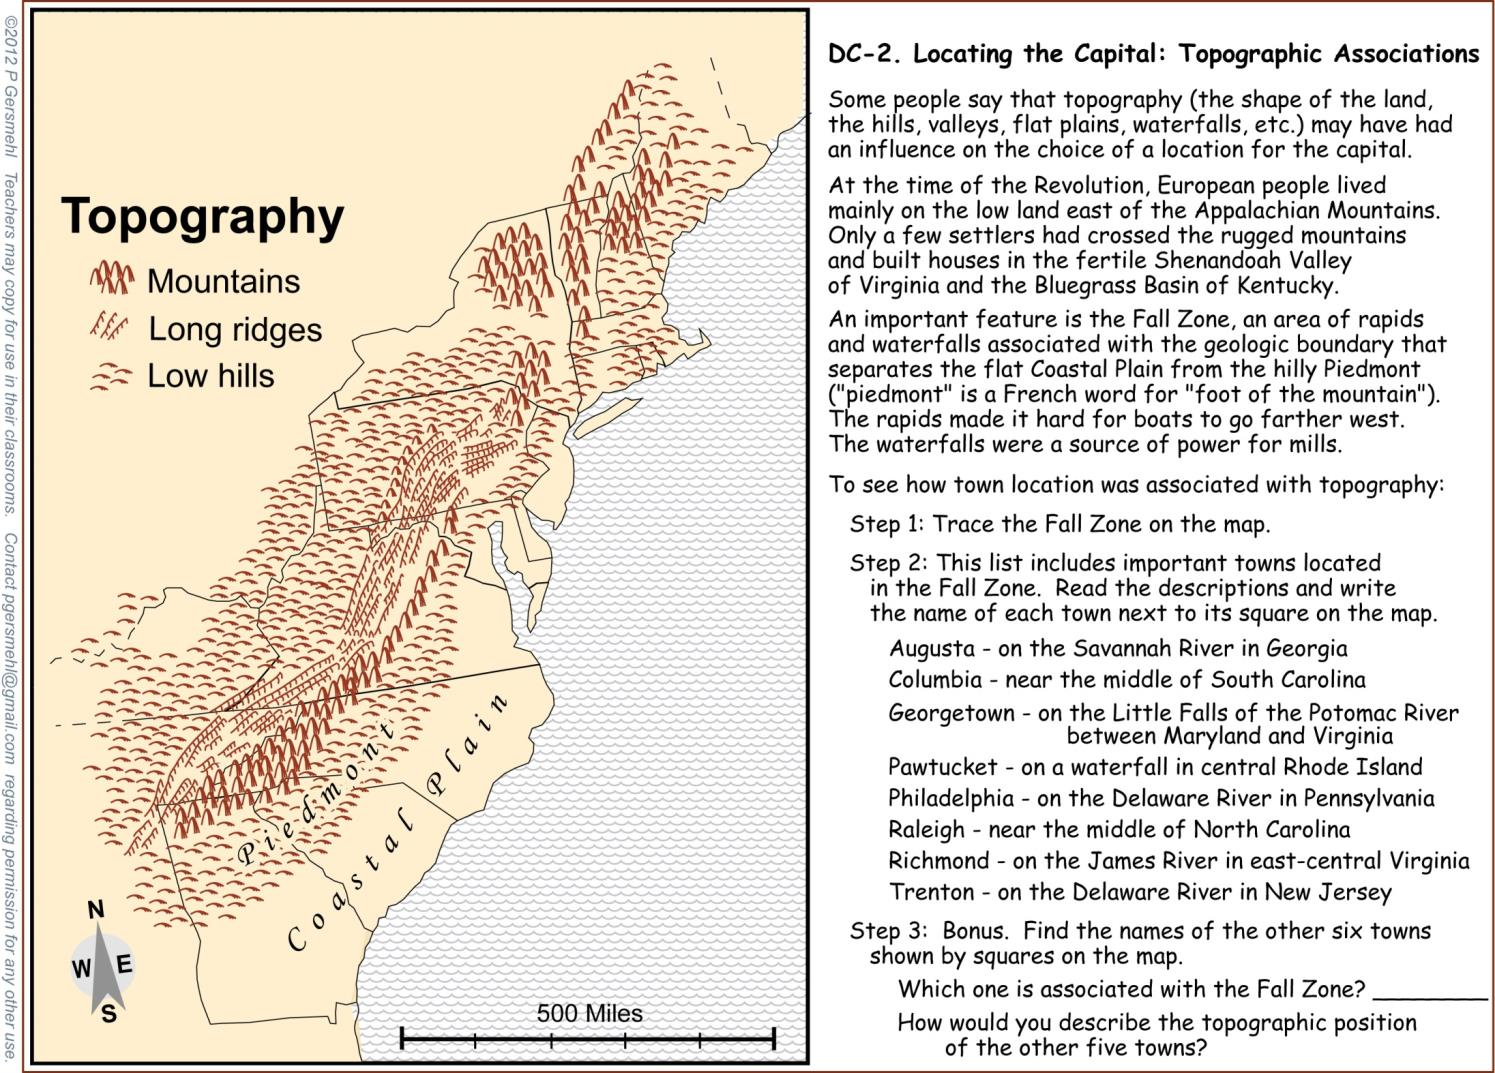 ©2012 P Gersmehl Teachers may copy for use in their classrooms. Contact pgersmehl@gmail.com regarding permission for any other use.
Topography
Mountains
Long ridges
Low hills
Piedmont
Coastal Plain
N
W E
S
500 Miles
DC-2. Locating the Capital: Topographic Associations
Some people say that topography (the shape of the land,
the hills, valleys, flat plains, waterfalls, etc.) may have had
an influence on the choice of a location for the capital.
At the time of the Revolution, European people lived
mainly on the low land east of the Appalachian Mountains.
Only a few settlers had crossed the rugged mountains
and built houses in the fertile Shenandoah Valley
of Virginia and the Bluegrass Basin of Kentucky.
An important feature is the Fall Zone, an area of rapids
and waterfalls associated with the geologic boundary that
separates the flat Coastal Plain from the hilly Piedmont
("piedmont" is a French word for "foot of the mountain").
The rapids made it hard for boats to go farther west.
The waterfalls were a source of power for mills.
To see how town location was associated with topography:
Step 1: Trace the Fall Zone on the map.
Step 2: This list includes important towns located
in the Fall Zone. Read the descriptions and write
the name of each town next to its square on the map.
Augusta - on the Savannah River in Georgia
Columbia - near the middle of South Carolina
Georgetown - on the Little Falls of the Potomac River
between Maryland and Virginia
Pawtucket - on a waterfall in central Rhode Island
Philadelphia - on the Delaware River in Pennsylvania
Raleigh - near the middle of North Carolina
Richmond - on the James River in east-central Virginia
Trenton - on the Delaware River in New Jersey
Step 3: Bonus. Find the names of the other six towns
shown by squares on the map.
Which one is associated with the Fall Zone? _________
How would you describe the topographic position
of the other five towns?